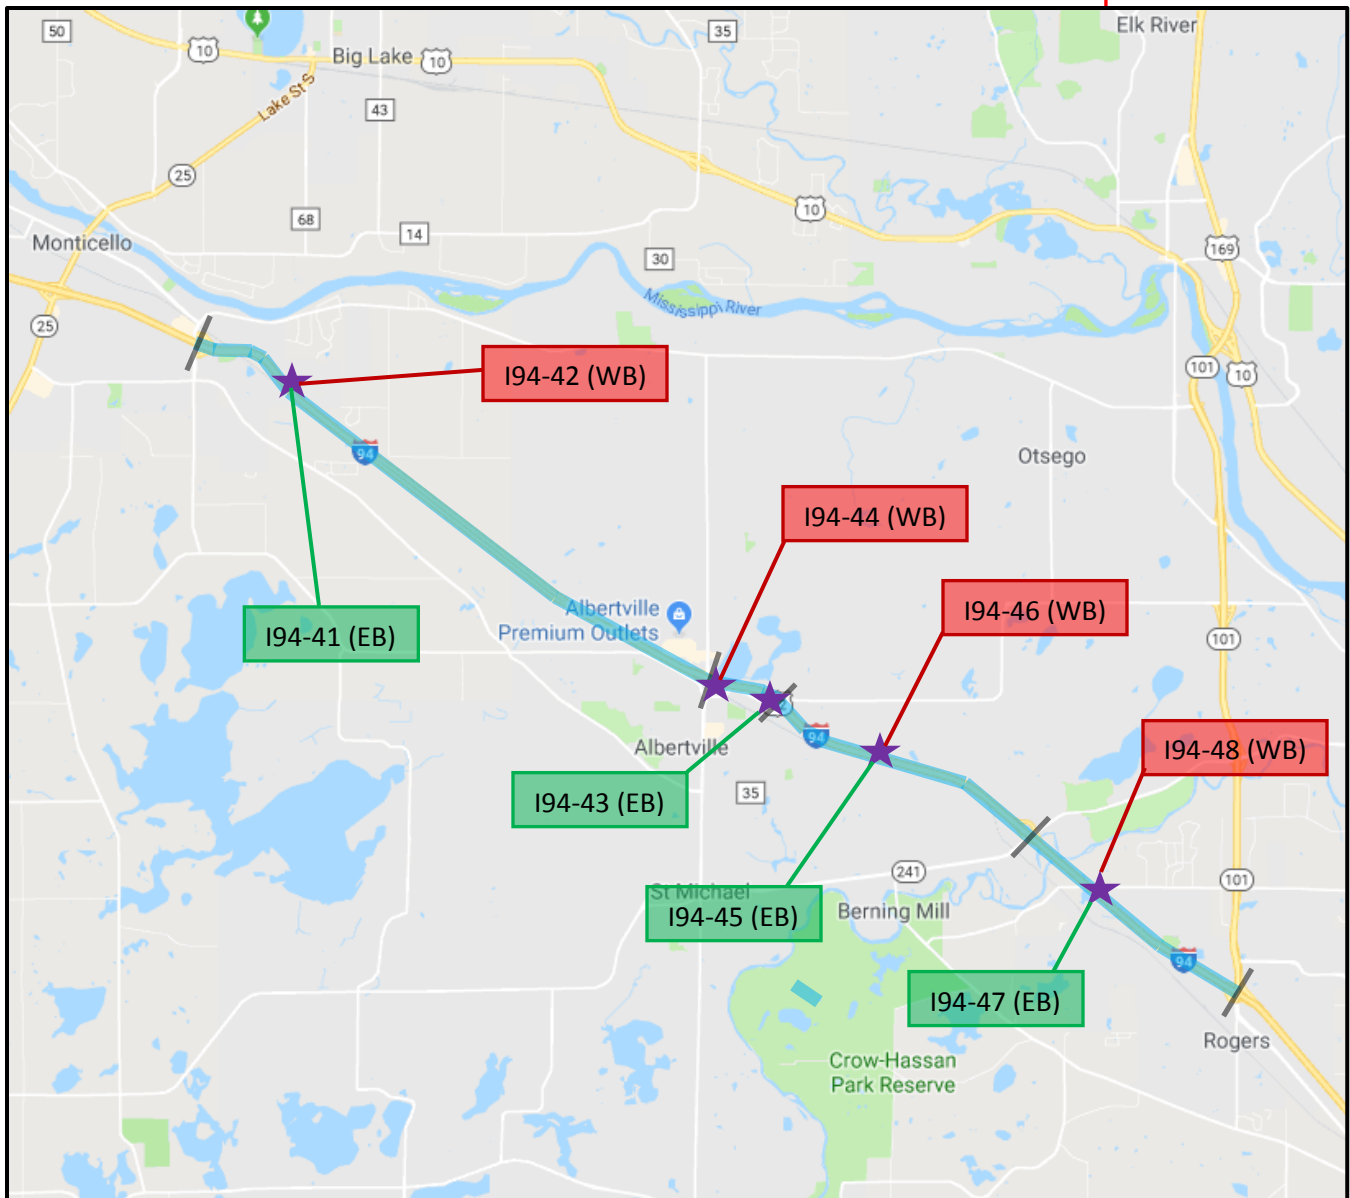 50
35
Elk River
10
Big Lake
10
Lake St S
43
25
68
14
10
Monticello
30
169
Mississippi River
25
I94-42 (WB)
101
10
94
Otsego
I94-44 (WB)
I94-46 (WB)
Albertville
Premium Outlets
I94-41 (EB)
101
94
Albertville
I94-48 (WB)
I94-43 (EB)
35
241
101
St Michael
I94-45 (EB)
Berning Mill
94
I94-47 (EB)
Rogers
Crow-Hassan
Park Reserve